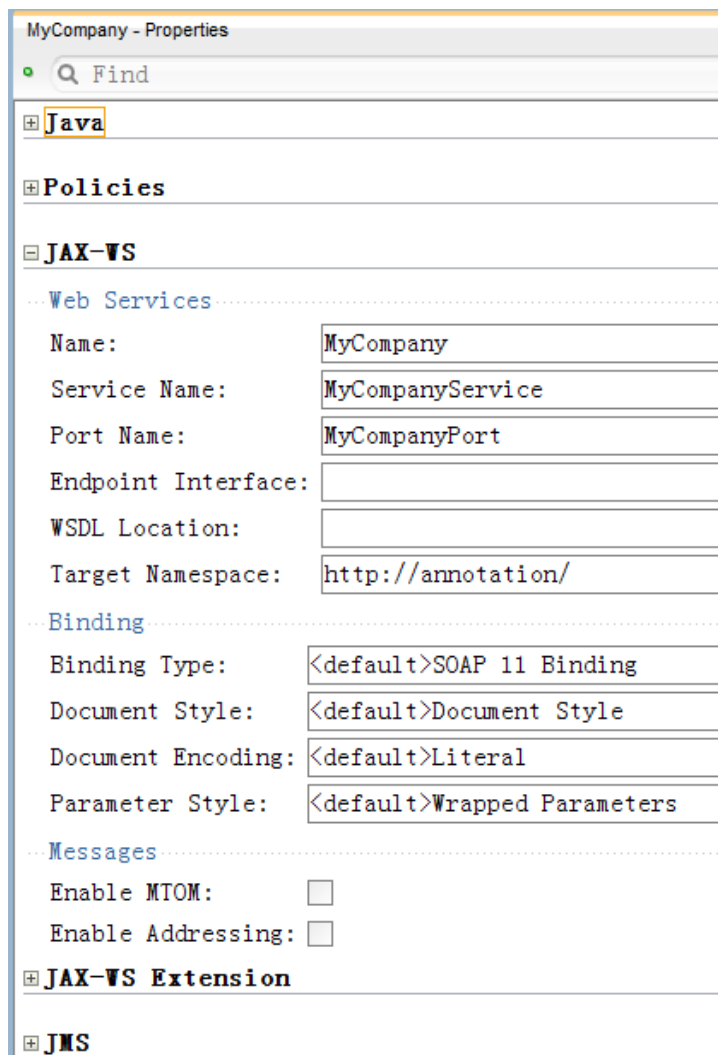 MyCompany - Properties
Find
Java
Policies
JAX-WS
Web Services
Name: MyCompany
Service Name: MyCompanyService
Port Name: MyCompanyPort
Endpoint Interface:
WSDL Location:
Target Namespace: http://annotation/
Binding
Binding Type: <default>SOAP 11 Binding
Document Style: <default>Document Style
Document Encoding: <default>Literal
Parameter Style: <default>Wrapped Parameters
Messages
Enable MTOM:
Enable Addressing:
JAX-WS Extension
JMS